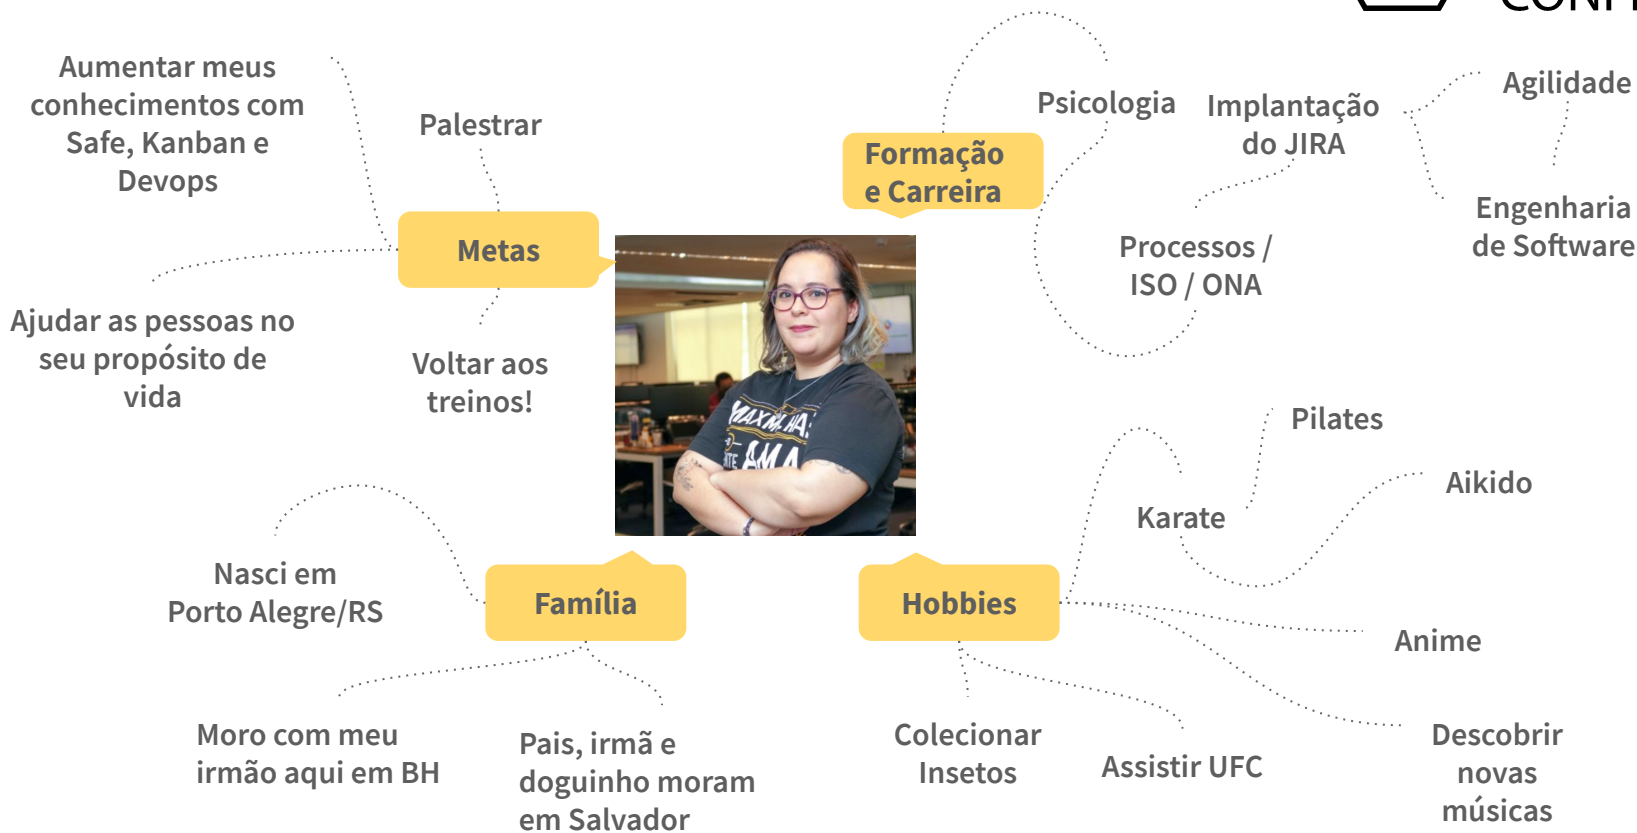 Aumentar meus
conhecimentos com
Safe, Kanban e
Devops
Palestrar
Metas
Ajudar as pessoas no
seu propósito de
vida
Voltar aos
treinos!
Formação
e Carreira
Psicologia
Implantação
do JIRA
Agilidade
Engenharia
de Software
Processos /
ISO / ONA
AMA
Família
Nasci em
Porto Alegre/RS
Moro com meu
irmão aqui em BH
Pais, irmã e
doguinho moram
em Salvador
Hobbies
Karate
Pilates
Aikido
Anime
Descobrir
novas
músicas
Assistir UFC
Colecionar
Insetos